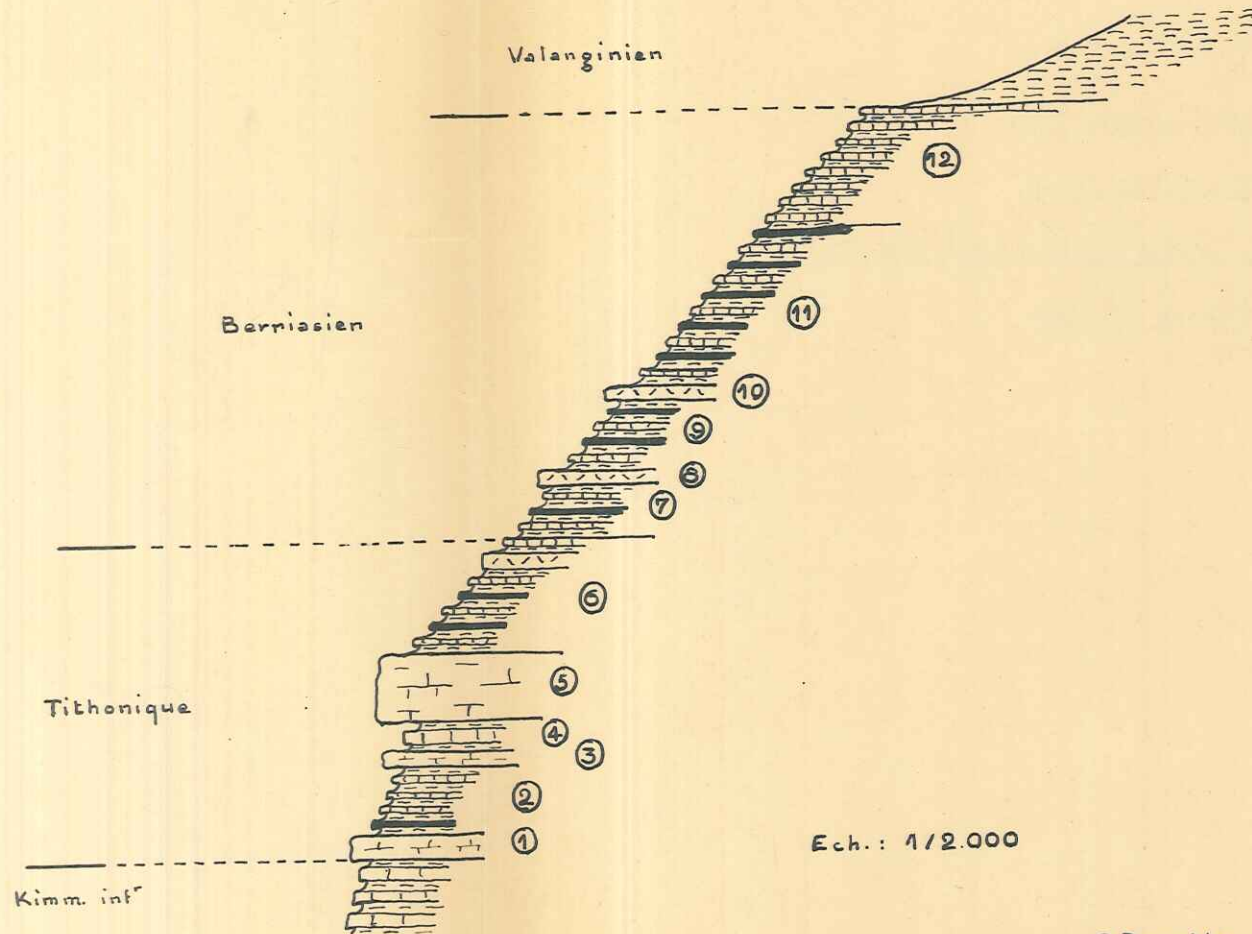 Valanginien
⑫
Berriasien
⑪
⑩
⑨
⑧
⑦
⑥
Tithonique
⑤
④
③
②
①
Ech.: 1/2.000
Kimm. infʳ